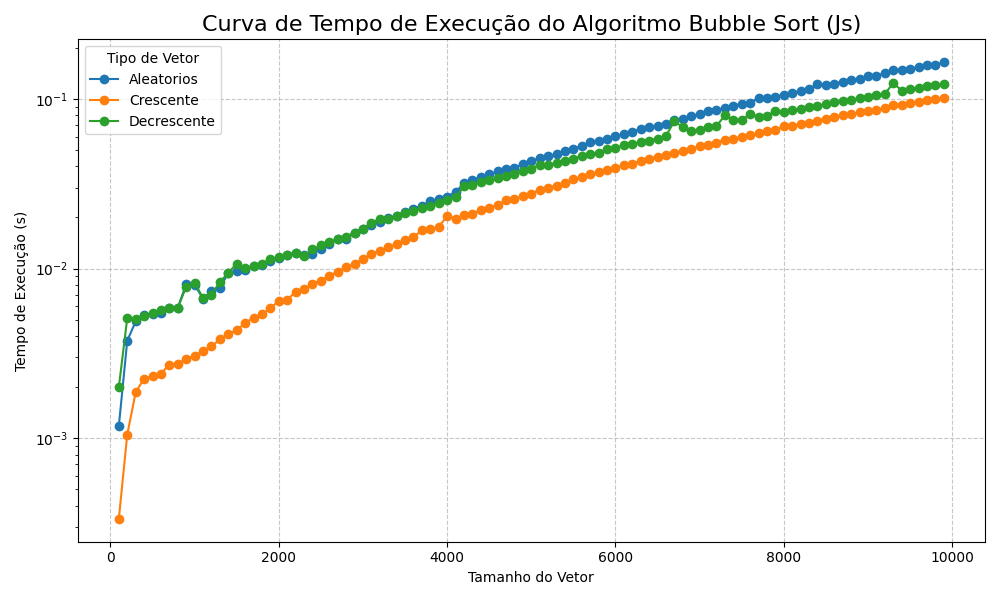 Curva de Tempo de Execução do Algoritmo Bubble Sort (Js)
Tipo de Vetor
Aleatorios
Crescente
Decrescente
Tempo de Execução (s)
10⁻¹
10⁻²
10⁻³
0 2000 4000 6000 8000 10000
Tamanho do Vetor